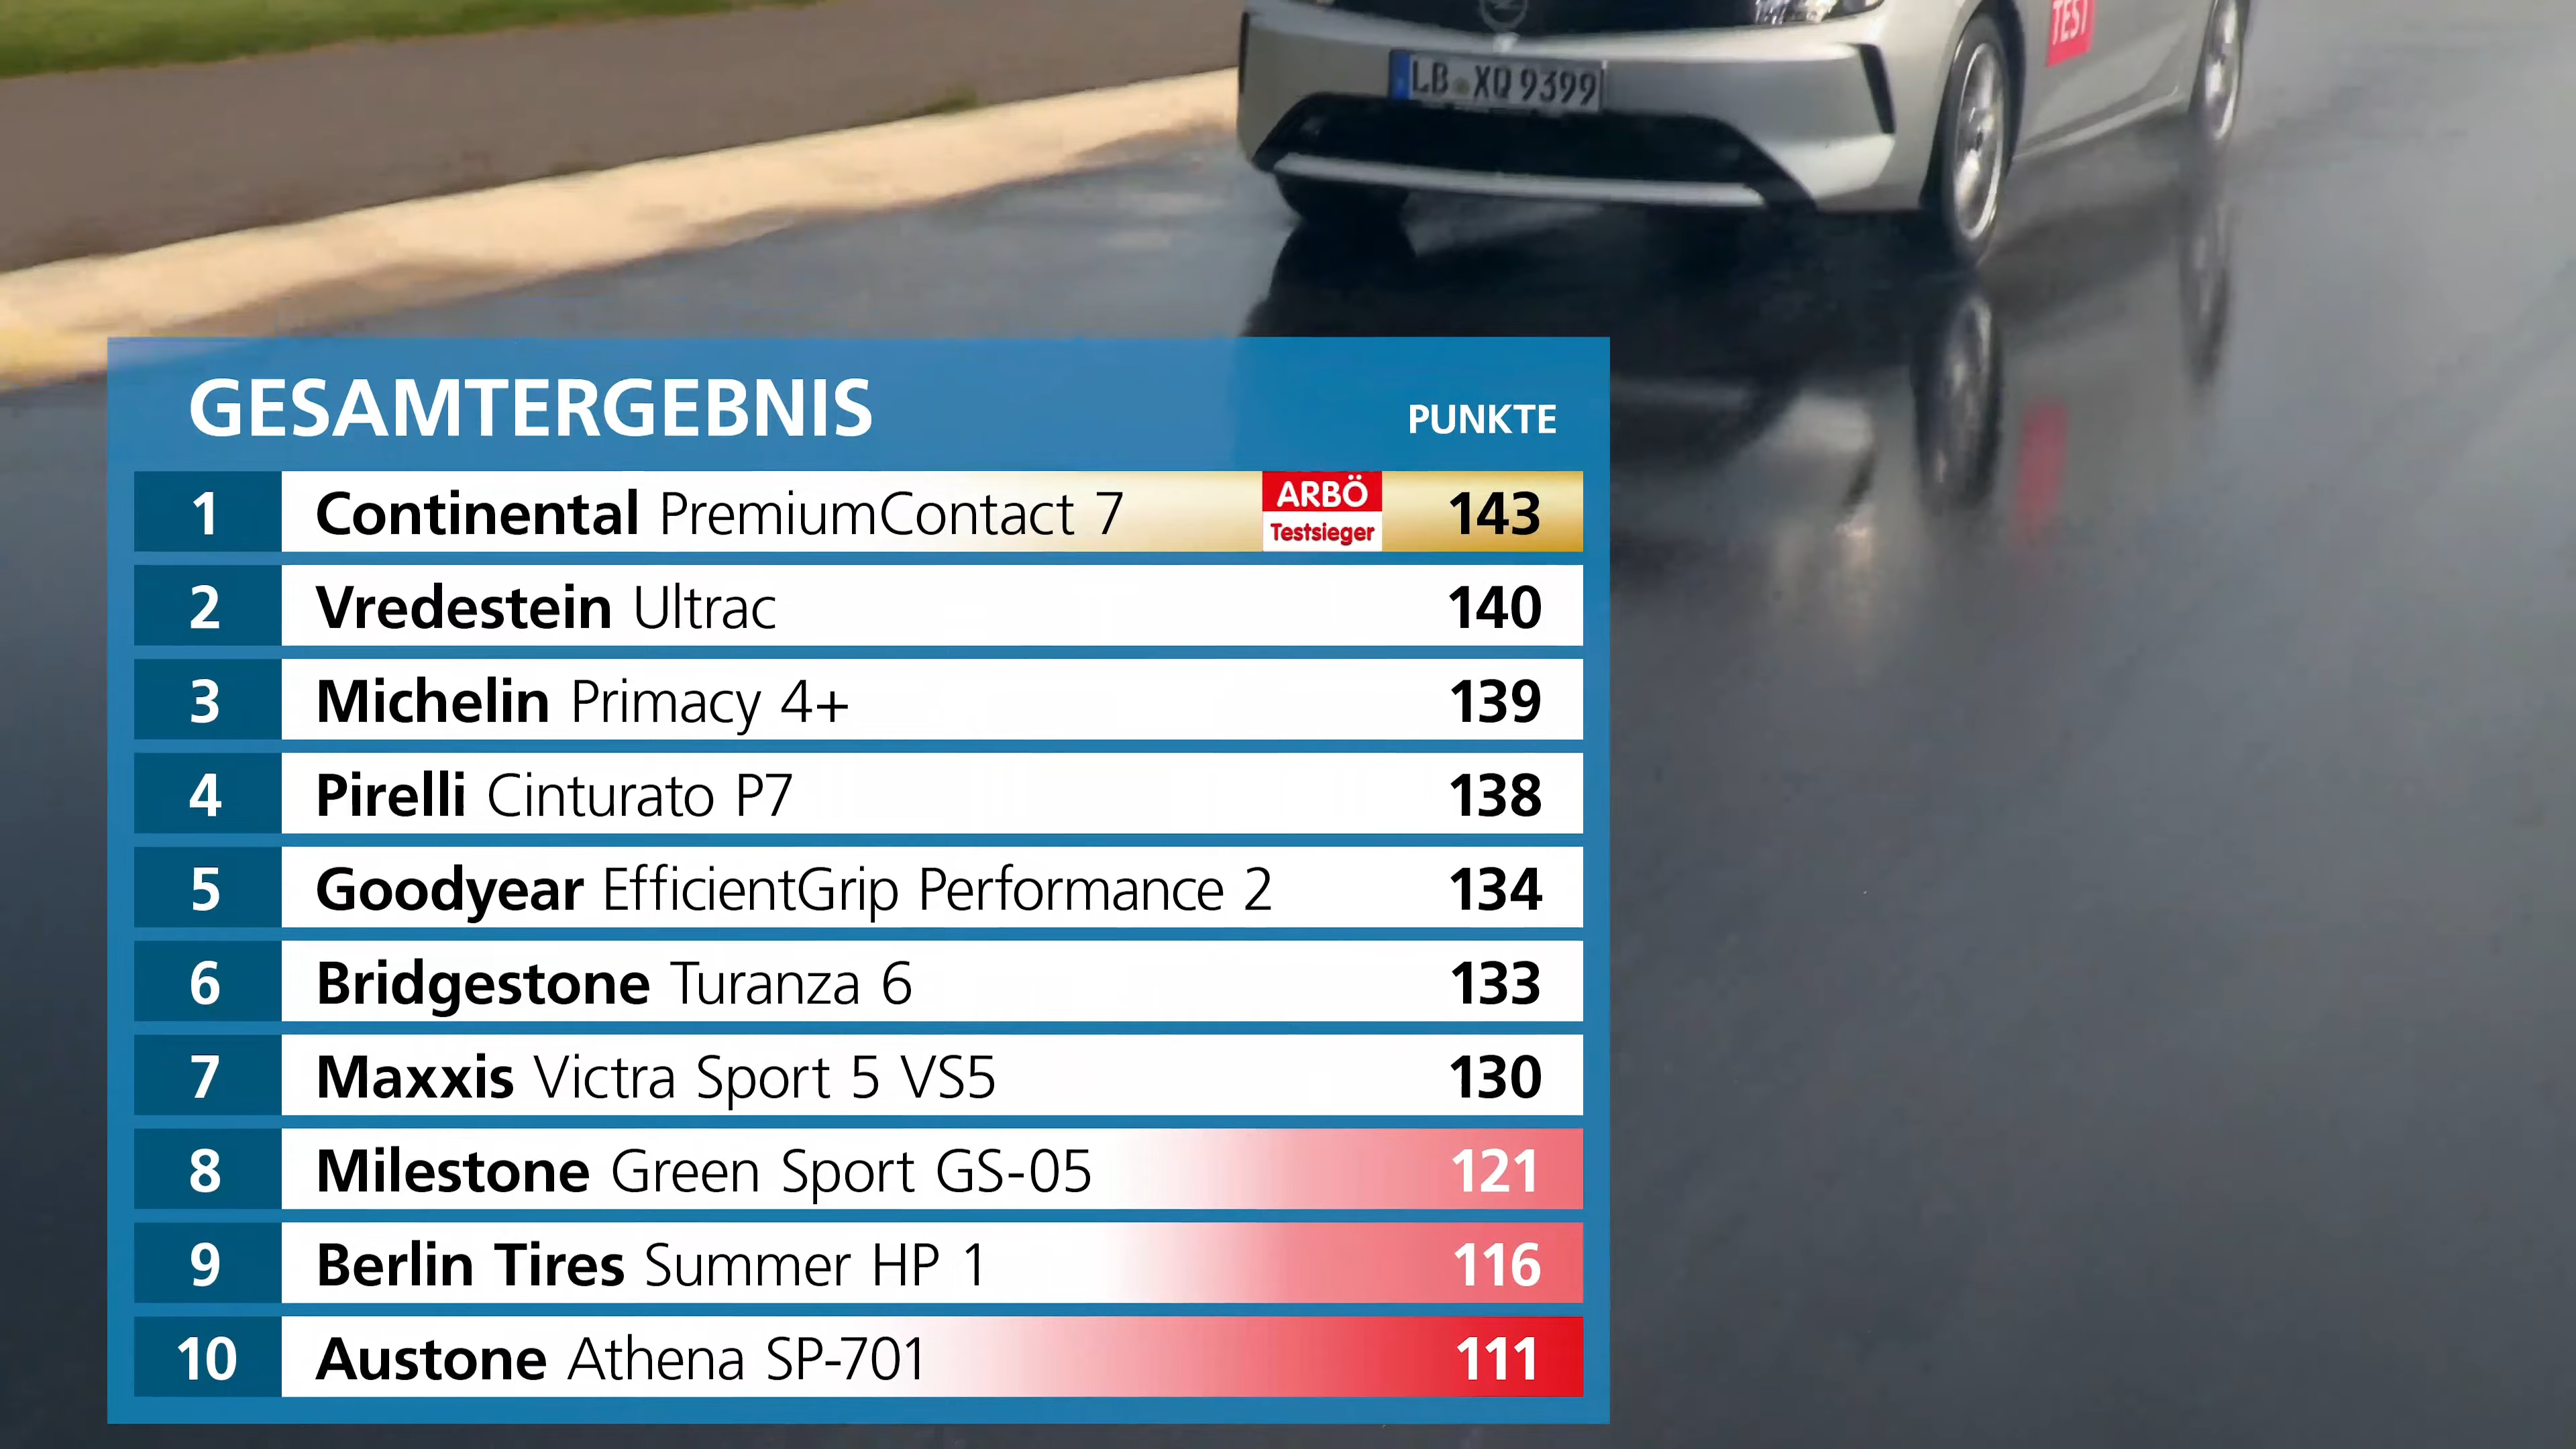 TEST
LB XQ 9399
GESAMTERGEBNIS PUNKTE
1 Continental PremiumContact 7 ARBÖ Testsieger 143
2 Vredestein Ultrac 140
3 Michelin Primacy 4+ 139
4 Pirelli Cinturato P7 138
5 Goodyear EfficientGrip Performance 2 134
6 Bridgestone Turanza 6 133
7 Maxxis Victra Sport 5 VS5 130
8 Milestone Green Sport GS-05 121
9 Berlin Tires Summer HP 1 116
10 Austone Athena SP-701 111